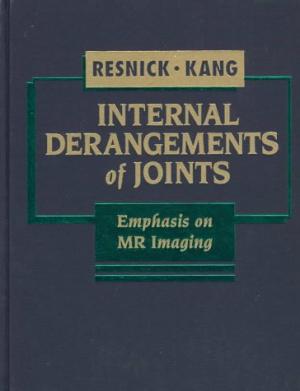 RESNICK • KANG
INTERNAL
DERANGEMENTS
of JOINTS
Emphasis on
MR Imaging